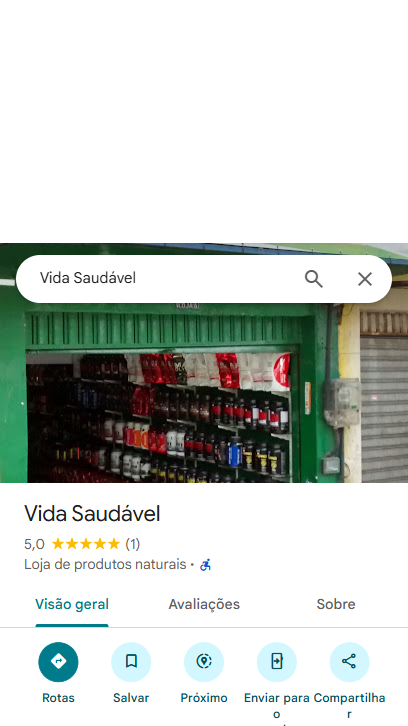 Vida Saudável
Vida Saudável
5,0 (1)
Loja de produtos naturais ·
Visão geral
Avaliações
Sobre
Rotas
Salvar
Próximo
Enviar para
o
Compartilha
r